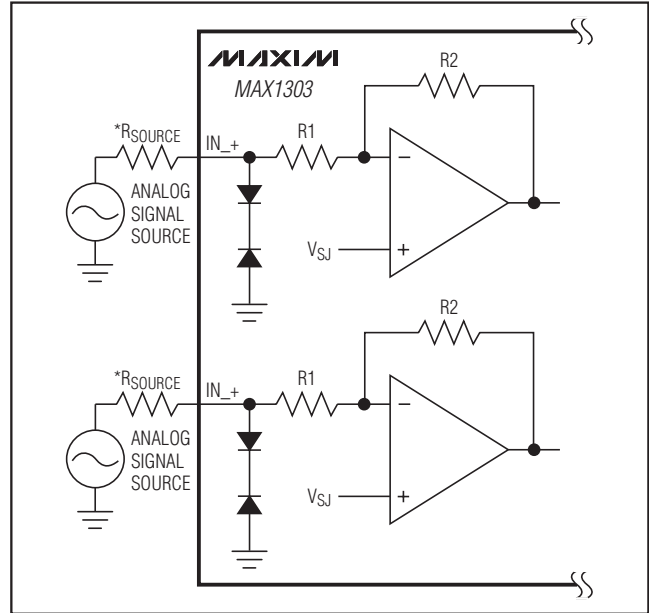 MAXIM
MAX1303
R2
*RSOURCE
IN_+
R1
ANALOG
SIGNAL
SOURCE
−
VSJ
+
R2
*RSOURCE
IN_+
R1
ANALOG
SIGNAL
SOURCE
−
VSJ
+